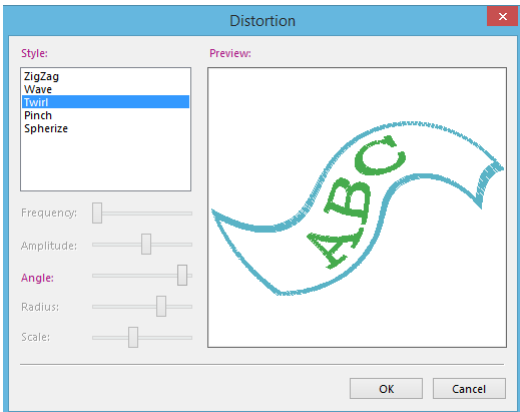 Distortion
Style:
Preview:
ZigZag
Wave
Twirl
Pinch
Spherize
ABC
Frequency:
Amplitude:
Angle:
Radius:
Scale:
OK
Cancel